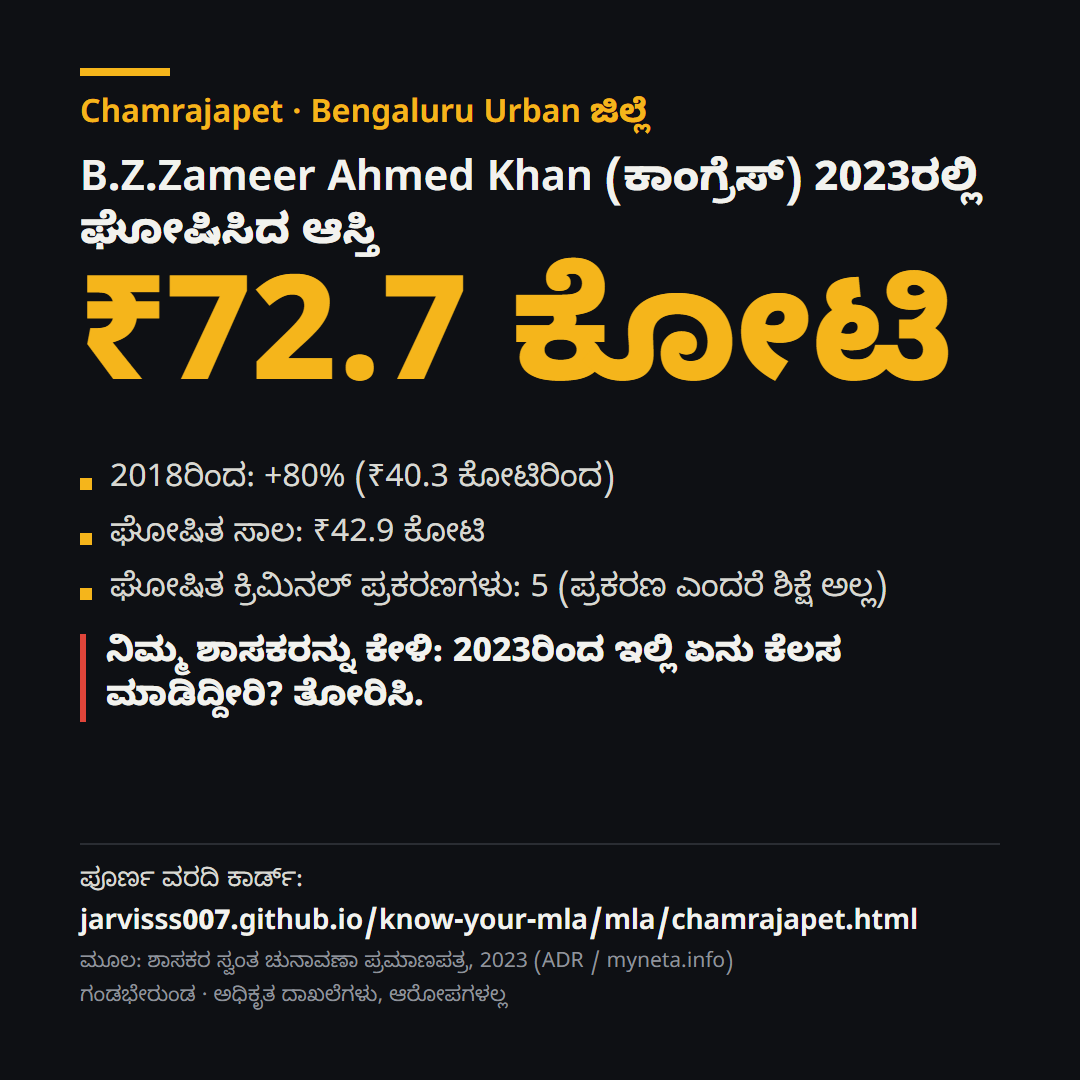 Chamrajapet · Bengaluru Urban ಜಿಲ್ಲೆ
B.Z.Zameer Ahmed Khan (ಕಾಂಗ್ರೆಸ್) 2023ರಲ್ಲಿ
ಘೋಷಿಸಿದ ಆಸ್ತಿ
₹72.7 ಕೋಟಿ
2018ರಿಂದ: +80% (₹40.3 ಕೋಟಿರಿಂದ)
ಘೋಷಿತ ಸಾಲ: ₹42.9 ಕೋಟಿ
ಘೋಷಿತ ಕ್ರಿಮಿನಲ್ ಪ್ರಕರಣಗಳು: 5 (ಪ್ರಕರಣ ಎಂದರೆ ಶಿಕ್ಷೆ ಅಲ್ಲ)
ನಿಮ್ಮ ಶಾಸಕರನ್ನು ಕೇಳಿ: 2023ರಿಂದ ಇಲ್ಲಿ ಏನು ಕೆಲಸ
ಮಾಡಿದ್ದೀರಿ? ತೋರಿಸಿ.
ಪೂರ್ಣ ವರದಿ ಕಾರ್ಡ್:
jarvisss007.github.io/know-your-mla/mla/chamrajapet.html
ಮೂಲ: ಶಾಸಕರ ಸ್ವಂತ ಚುನಾವಣಾ ಪ್ರಮಾಣಪತ್ರ, 2023 (ADR / myneta.info)
ಗಂಡಭೇರುಂಡ · ಅಧಿಕೃತ ದಾಖಲೆಗಳು, ಆರೋಪಗಳಲ್ಲ